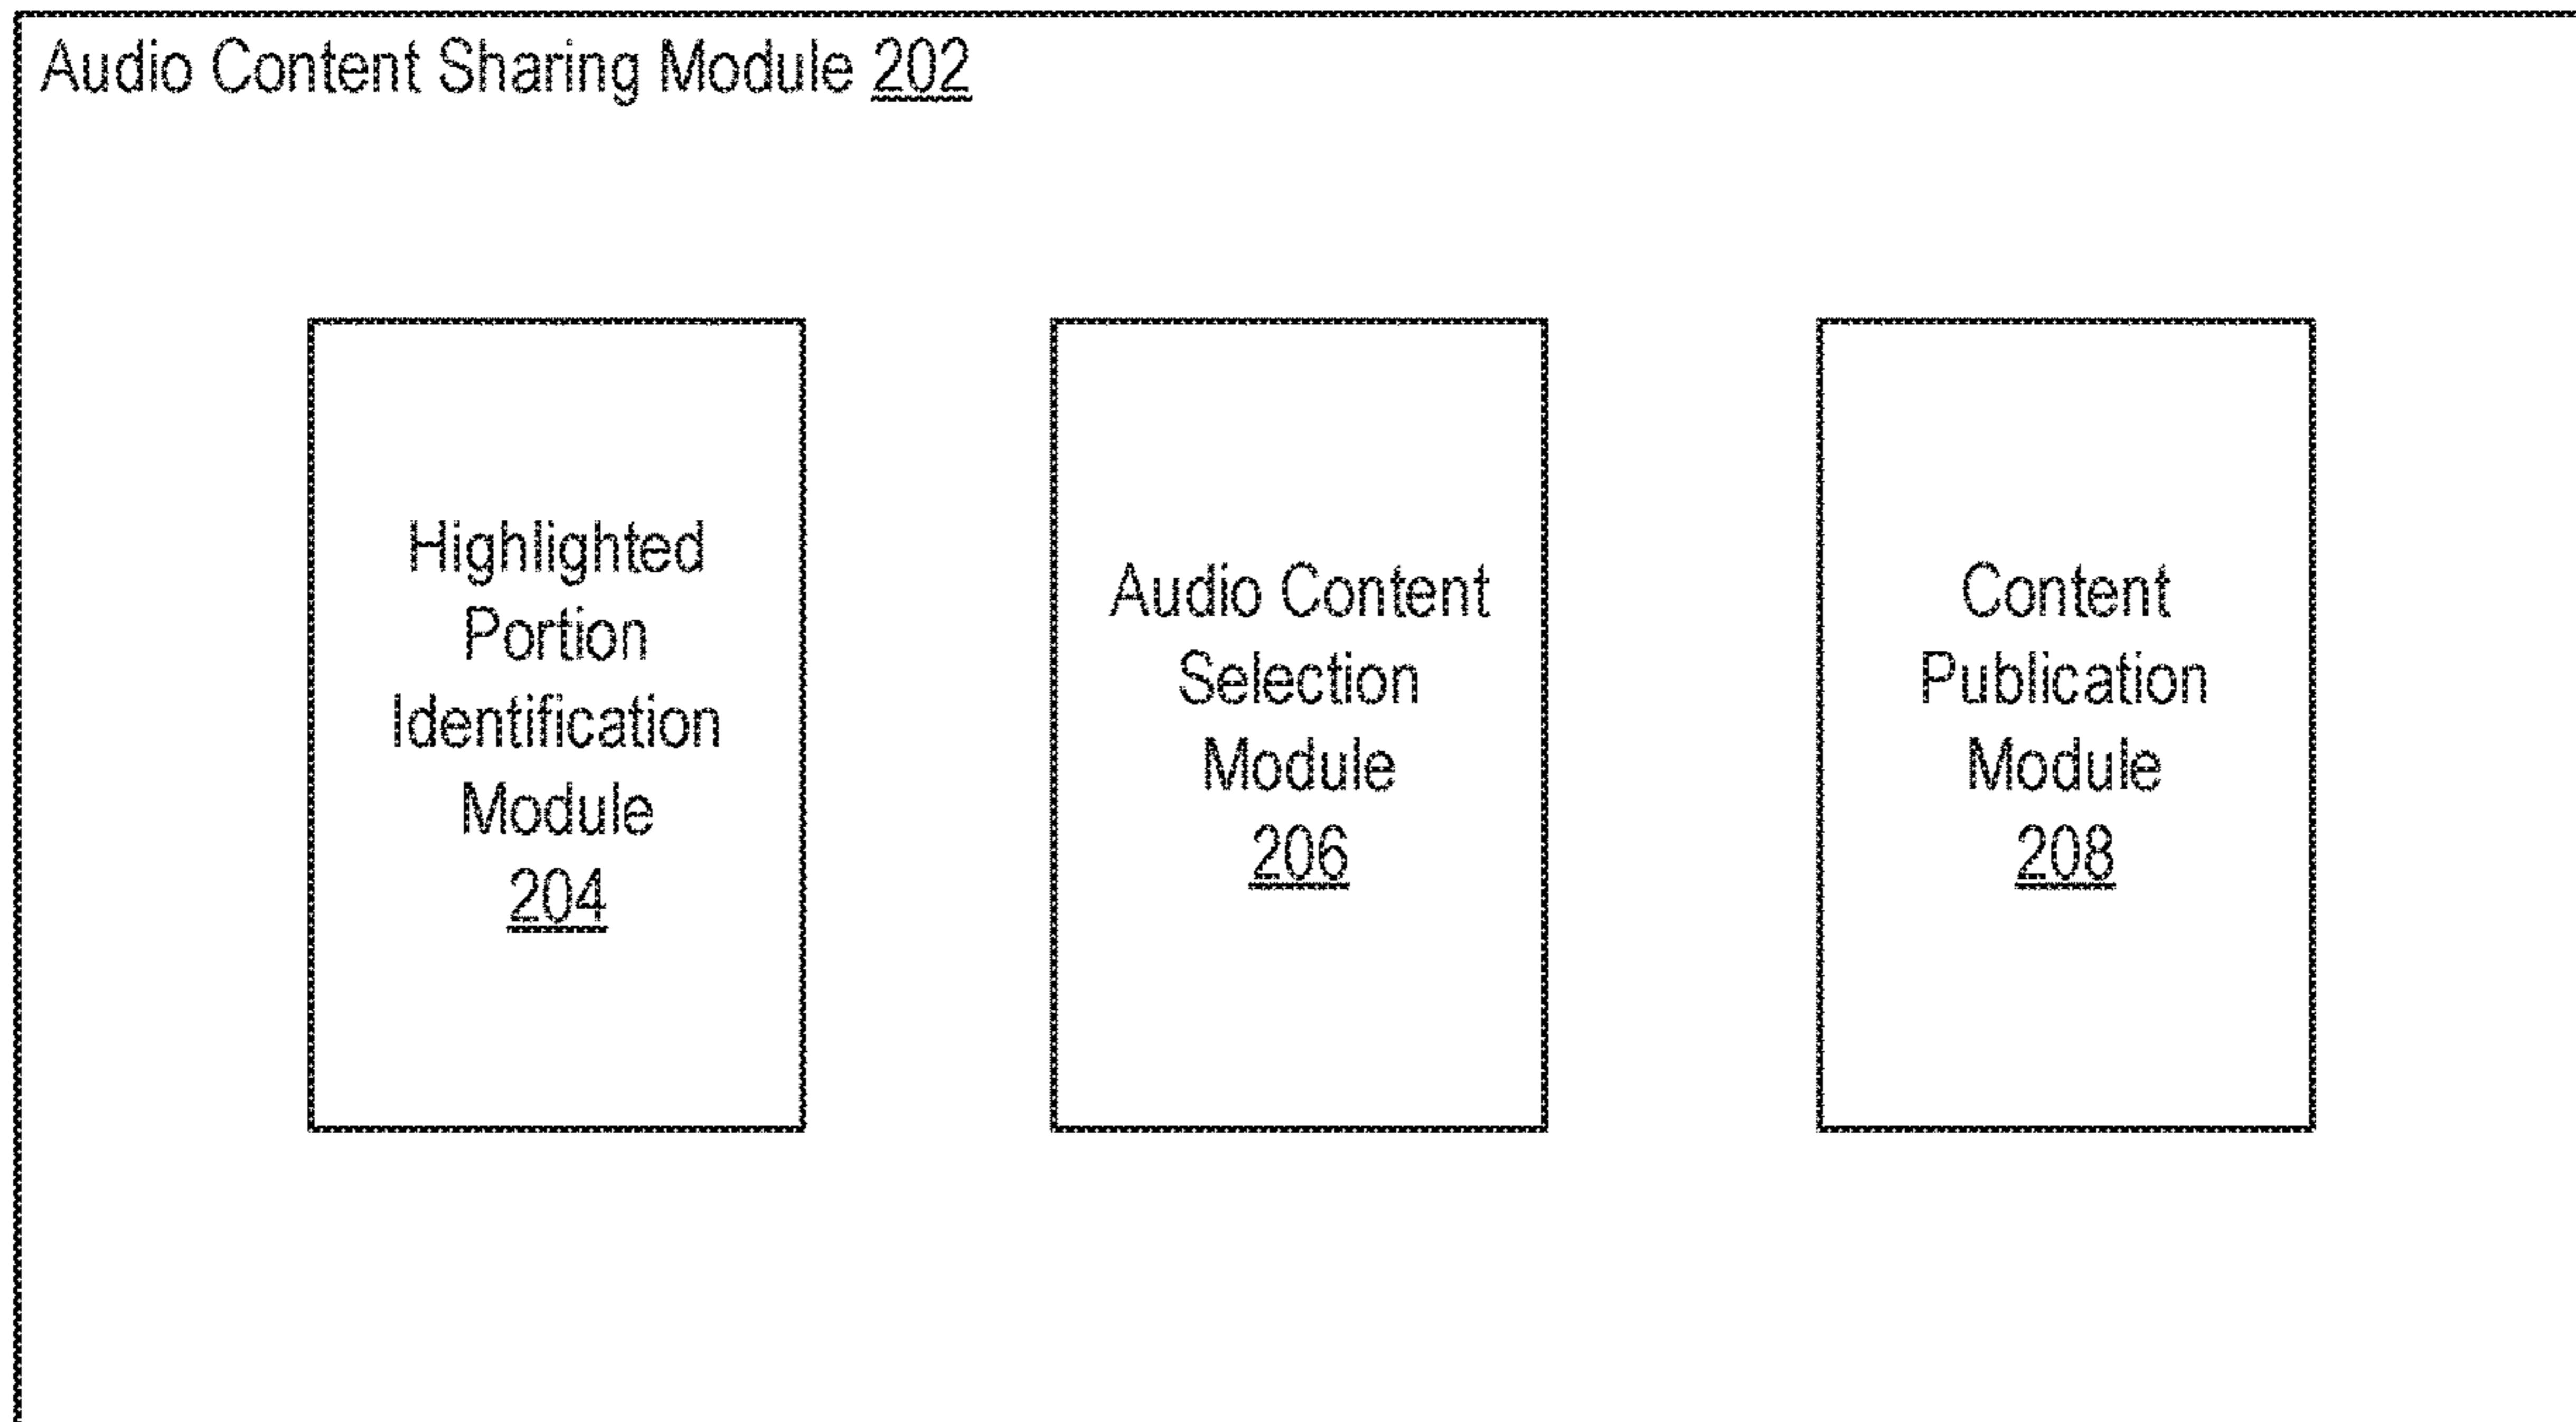 Audio Content Sharing Module 202
Highlighted
Portion
Identification
Module
204
Audio Content
Selection
Module
206
Content
Publication
Module
208